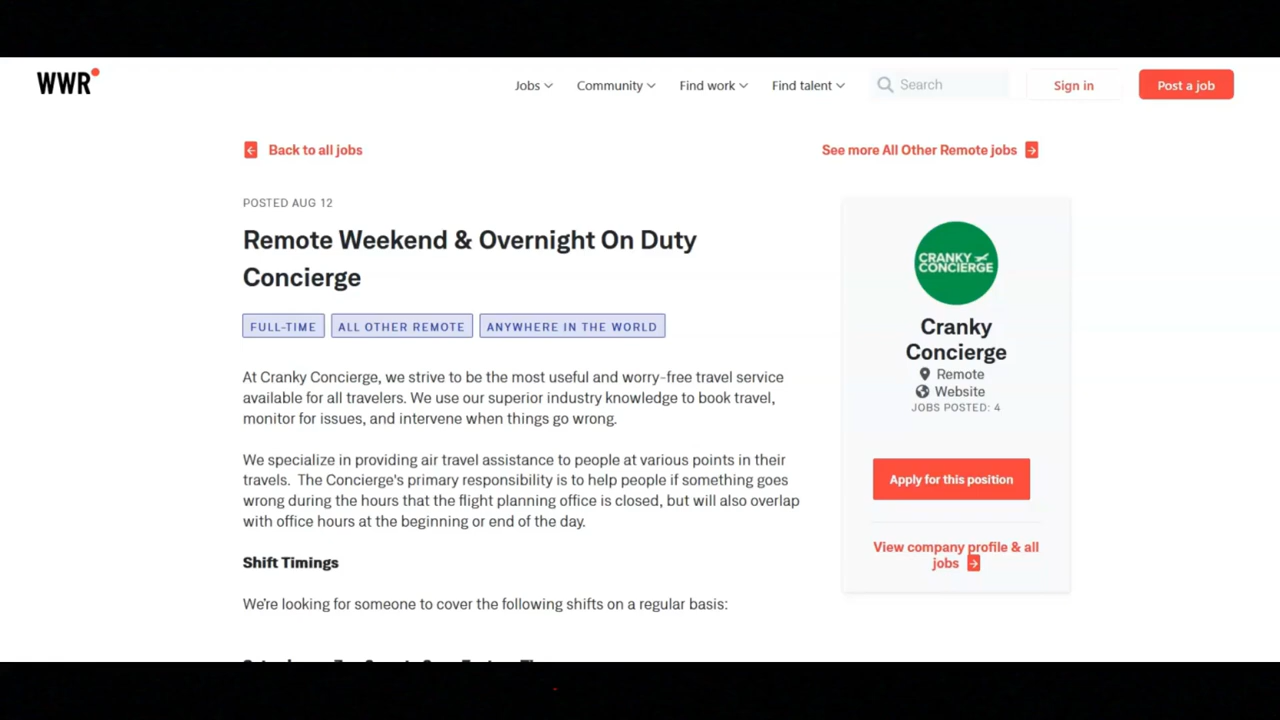 WWR
Jobs
Community
Find work
Find talent
Search
Sign in
Post a job
Back to all jobs
See more All Other Remote jobs
POSTED AUG 12
Remote Weekend & Overnight On Duty
Concierge
FULL-TIME
ALL OTHER REMOTE
ANYWHERE IN THE WORLD
At Cranky Concierge, we strive to be the most useful and worry-free travel service
available for all travelers. We use our superior industry knowledge to book travel,
monitor for issues, and intervene when things go wrong.
We specialize in providing air travel assistance to people at various points in their
travels. The Concierge's primary responsibility is to help people if something goes
wrong during the hours that the flight planning office is closed, but will also overlap
with office hours at the beginning or end of the day.
Shift Timings
We're looking for someone to cover the following shifts on a regular basis:
CRANKY
CONCIERGE
Cranky
Concierge
Remote
Website
JOBS POSTED: 4
Apply for this position
View company profile & all
jobs